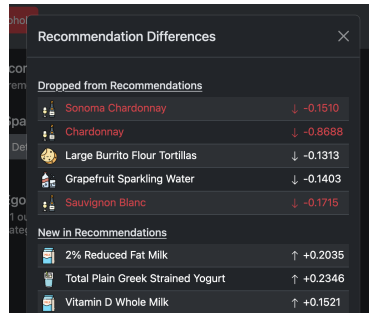 Recommendation Differences
Dropped from Recommendations
Sonoma Chardonnay ↓ -0.1510
Chardonnay ↓ -0.8688
Large Burrito Flour Tortillas ↓ -0.1313
Grapefruit Sparkling Water ↓ -0.1403
Sauvignon Blanc ↓ -0.1715
New in Recommendations
2% Reduced Fat Milk ↑ +0.2035
Total Plain Greek Strained Yogurt ↑ +0.2346
Vitamin D Whole Milk ↑ +0.1521